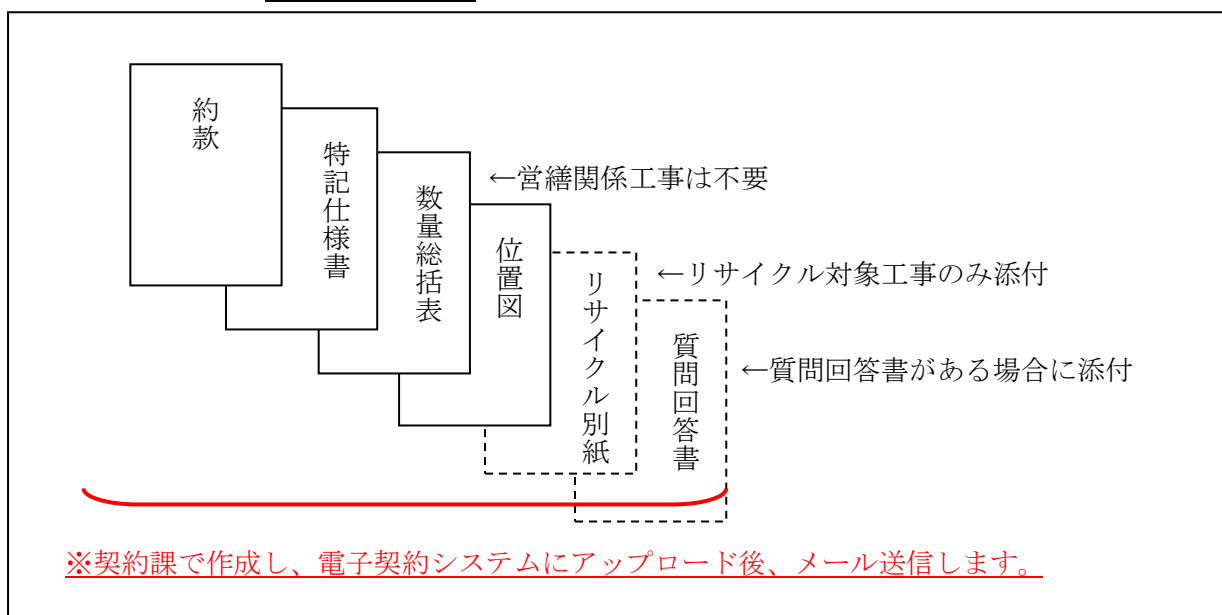 約款
特記仕様書
数量総括表
←営繕関係工事は不要
位置図
リサイクル別紙
←リサイクル対象工事のみ添付
質問回答書
←質問回答書がある場合に添付
※契約課で作成し、電子契約システムにアップロード後、メール送信します。